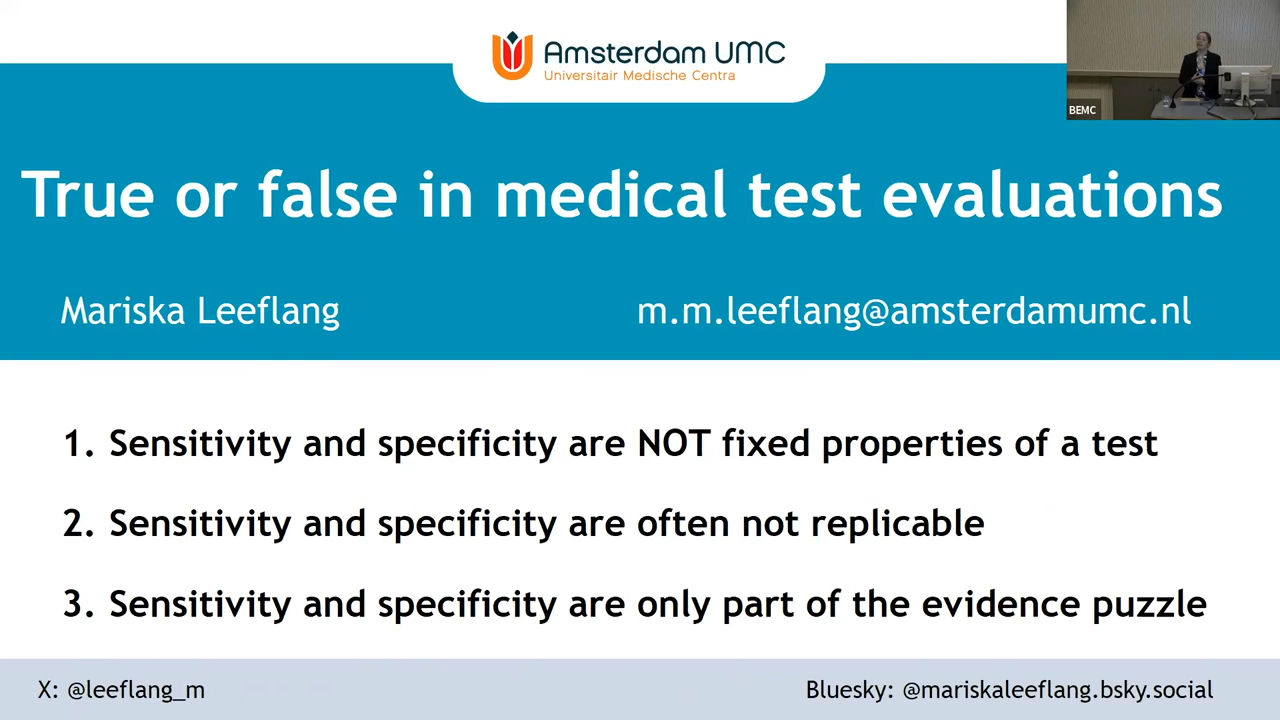 Amsterdam UMC
Universitair Medische Centra
BEMC
True or false in medical test evaluations
Mariska Leeflang
m.m.leeflang@amsterdamumc.nl
1. Sensitivity and specificity are NOT fixed properties of a test
2. Sensitivity and specificity are often not replicable
3. Sensitivity and specificity are only part of the evidence puzzle
X: @leeflang_m
Bluesky: @mariskaleeflang.bsky.social